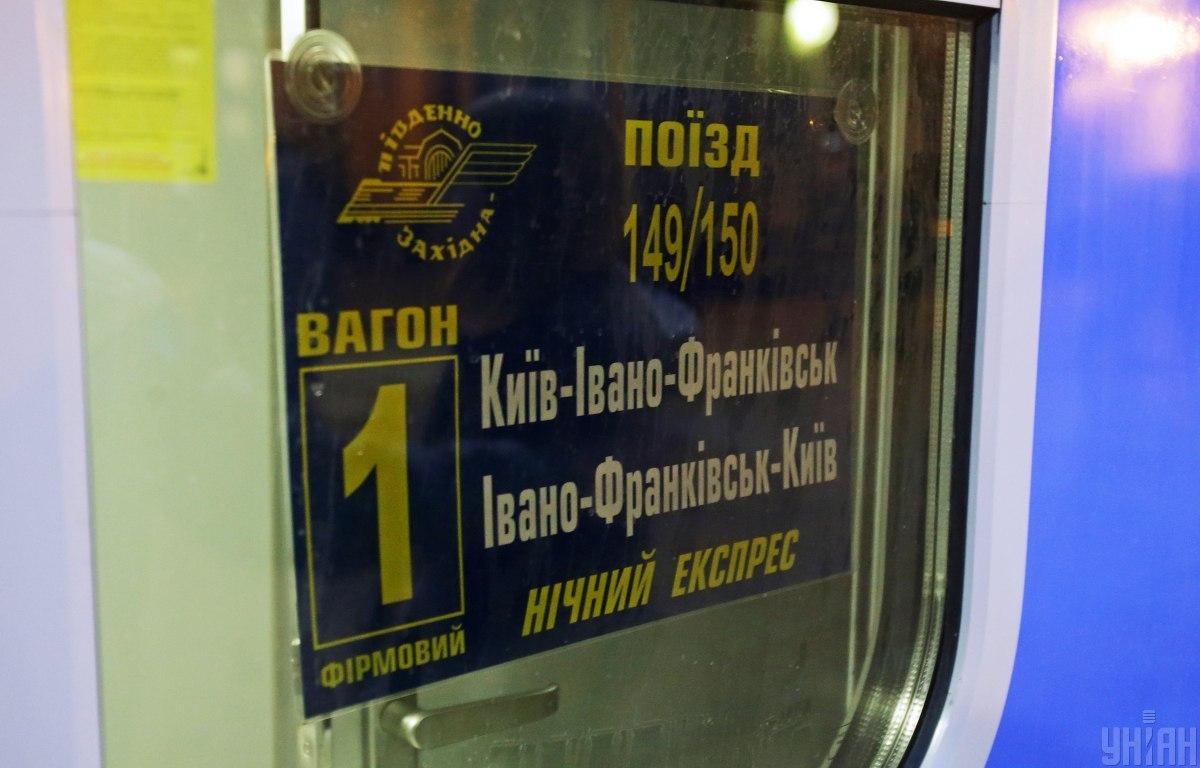 ПІВДЕННО
ЗАХІДНА-
ПОЇЗД
149/150
ВАГОН
1
ФІРМОВИЙ
Київ-Івано-Франківськ
Івано-Франківськ-Київ
НІЧНИЙ ЕКСПРЕС
УНІАН